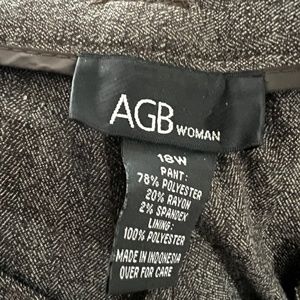 AGB WOMAN
18W
PANT:
78% POLYESTER
20% RAYON
2% SPANDEX
LINING:
100% POLYESTER
MADE IN INDONESIA
OVER FOR CARE